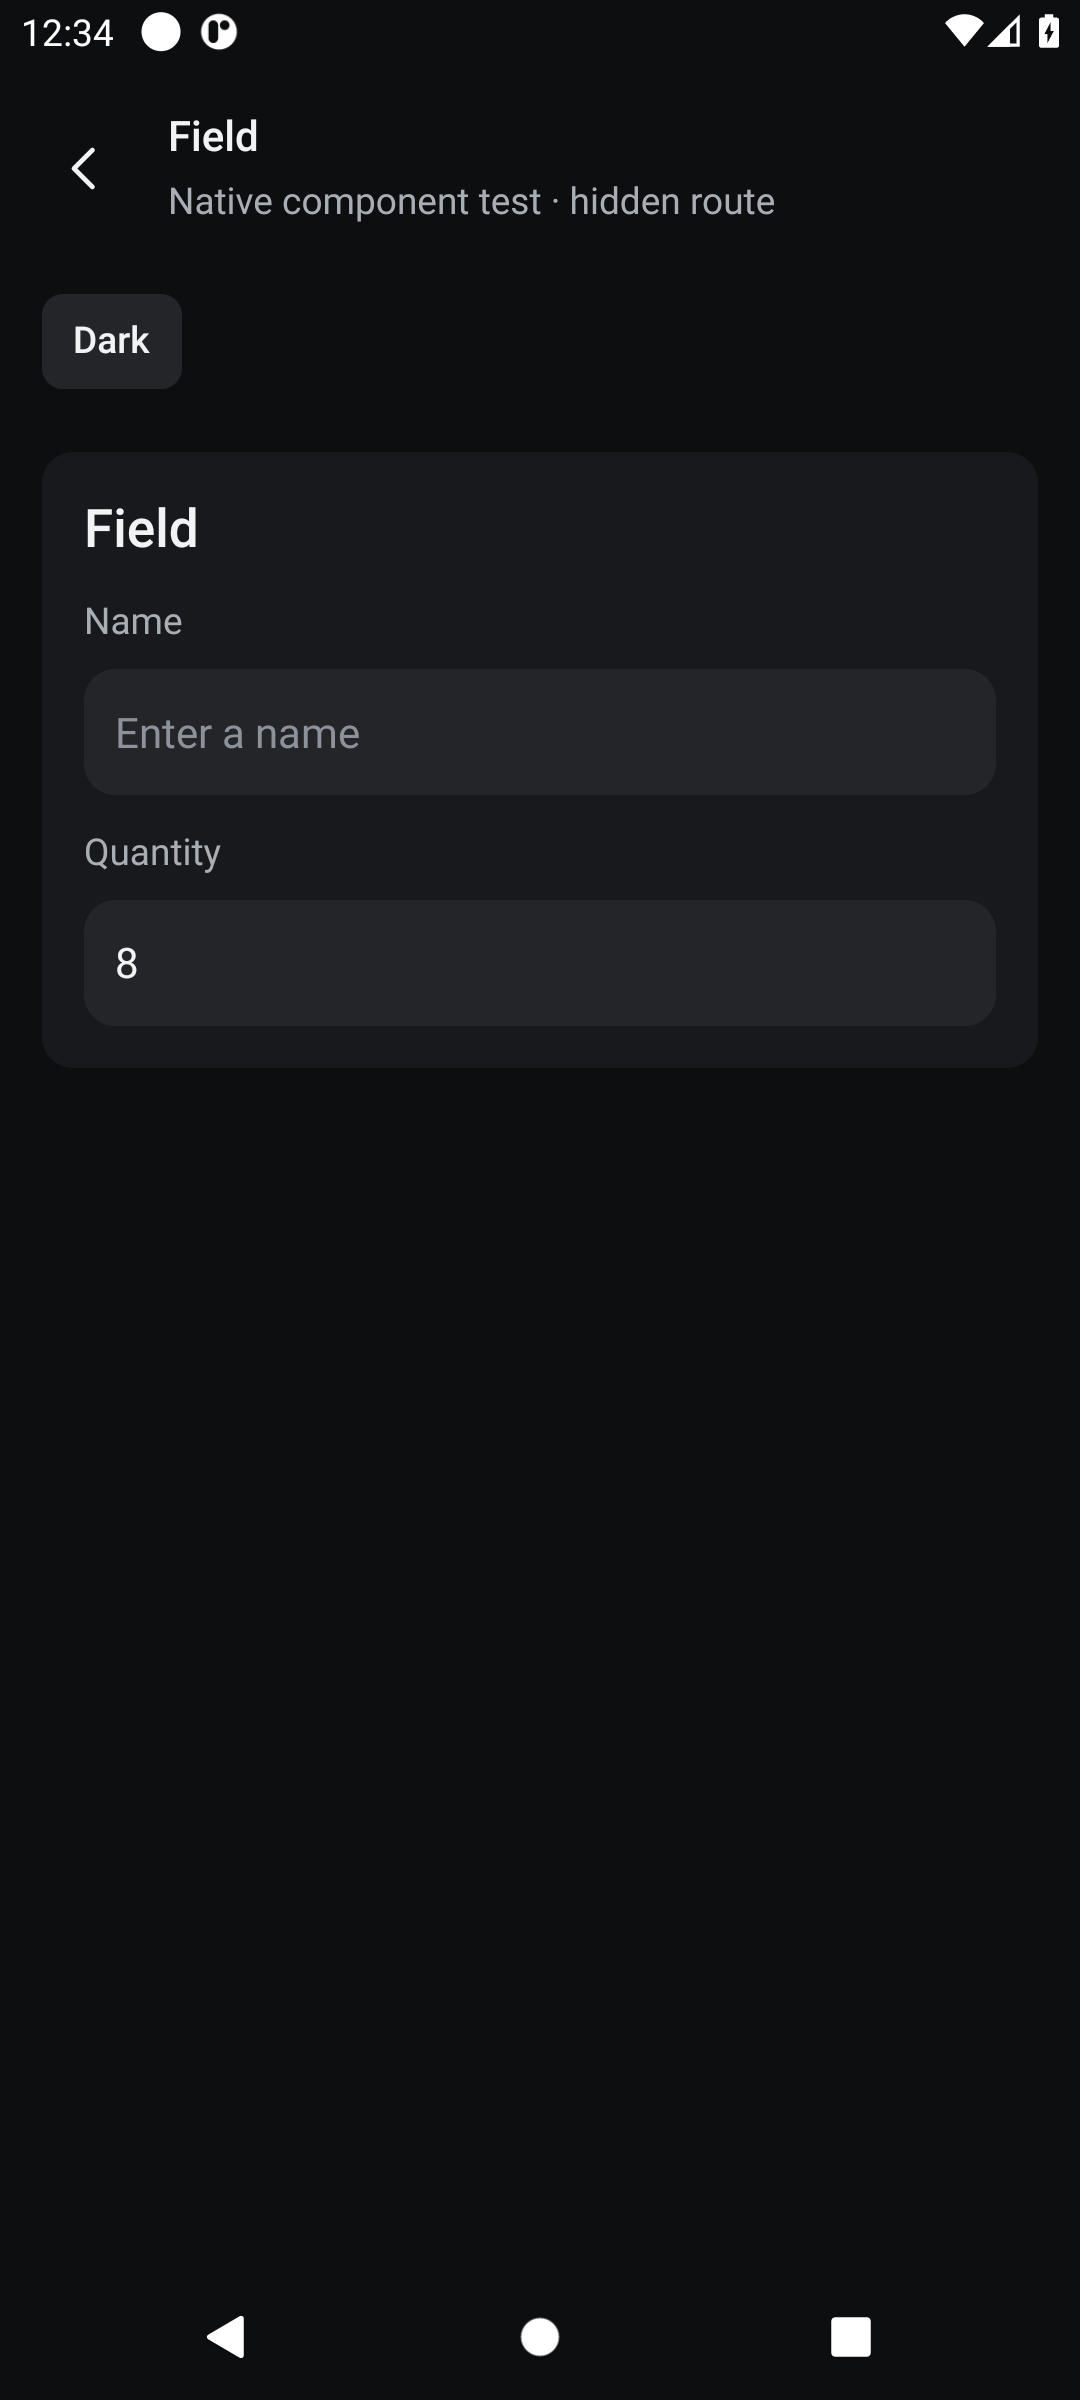 12:34
Field
Native component test · hidden route
Dark
Field
Name
Enter a name
Quantity
8